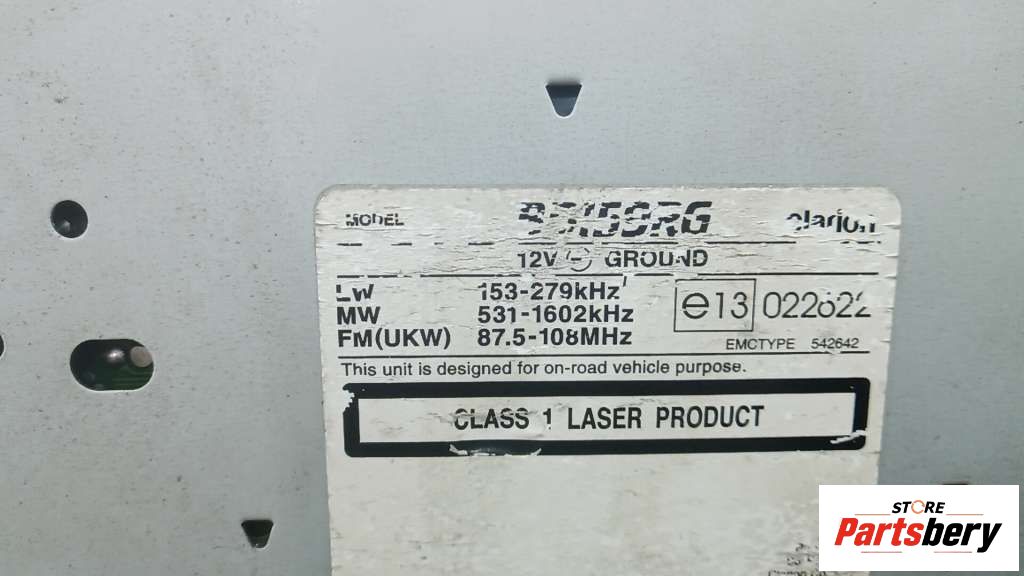 MODEL clarion
12V GROUND
LW 153-279kHz
MW 531-1602kHz
FM(UKW) 87.5-108MHz
e13 022622
EMCTYPE 542642
This unit is designed for on-road vehicle purpose.
CLASS 1 LASER PRODUCT
STORE
Partsbery